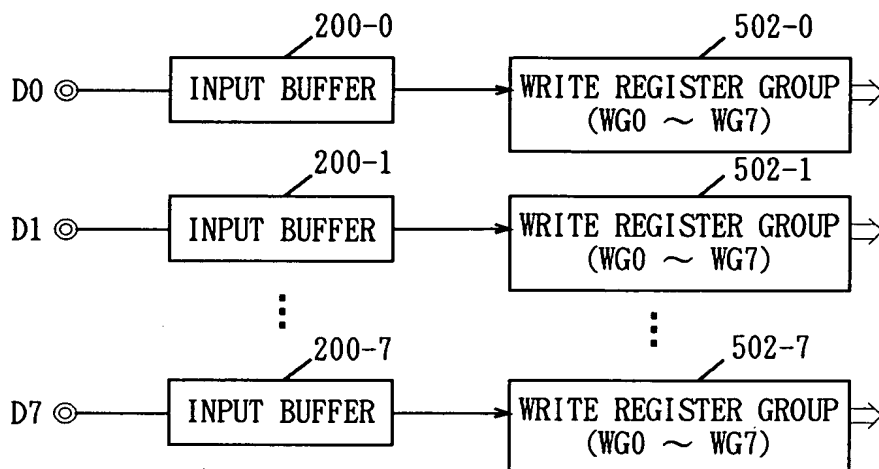 200-0 502-0
D0 INPUT BUFFER WRITE REGISTER GROUP
(WG0 ~ WG7)
200-1 502-1
D1 INPUT BUFFER WRITE REGISTER GROUP
(WG0 ~ WG7)
200-7 502-7
D7 INPUT BUFFER WRITE REGISTER GROUP
(WG0 ~ WG7)